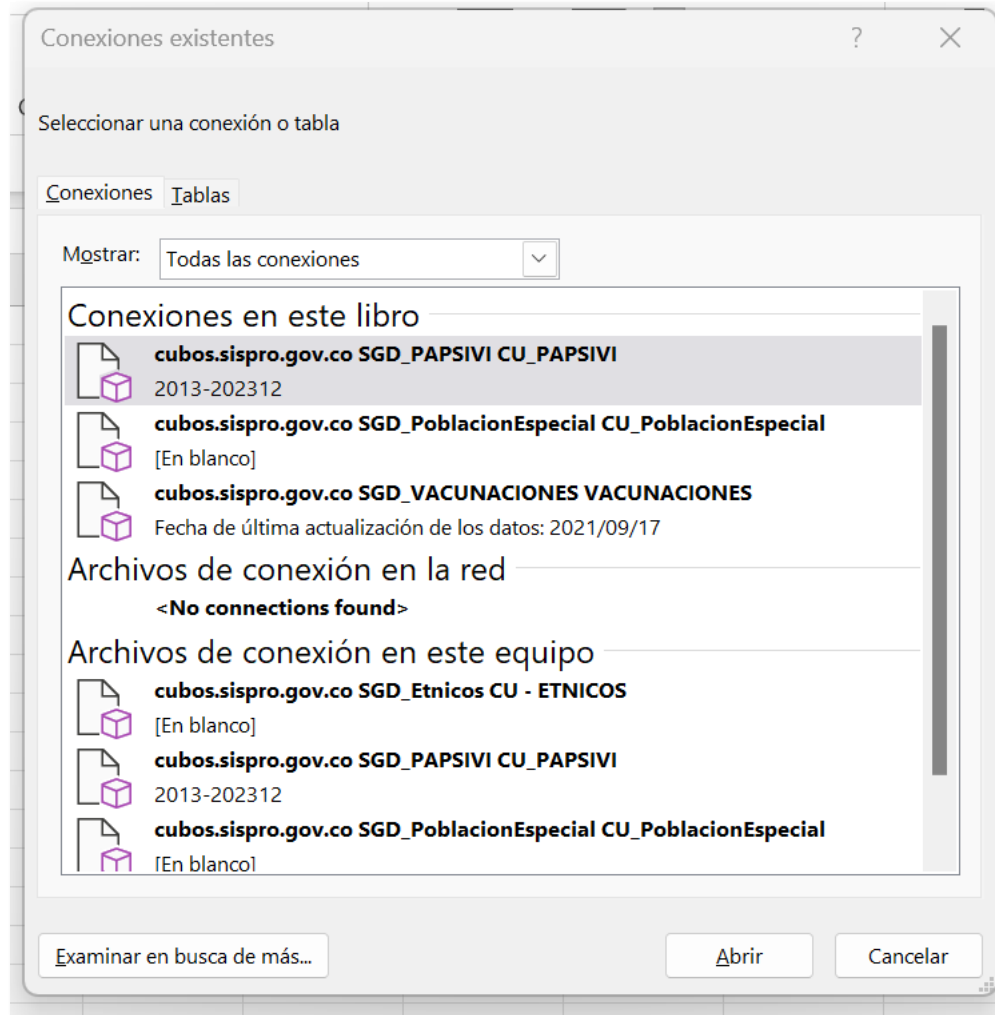 Conexiones existentes
Seleccionar una conexión o tabla
Conexiones Tablas
Mostrar: Todas las conexiones
Conexiones en este libro
cubos.sispro.gov.co SGD_PAPSIVI CU_PAPSIVI
2013-202312
cubos.sispro.gov.co SGD_PoblacionEspecial CU_PoblacionEspecial
[En blanco]
cubos.sispro.gov.co SGD_VACUNACIONES VACUNACIONES
Fecha de última actualización de los datos: 2021/09/17
Archivos de conexión en la red
<No connections found>
Archivos de conexión en este equipo
cubos.sispro.gov.co SGD_Etnicos CU - ETNICOS
[En blanco]
cubos.sispro.gov.co SGD_PAPSIVI CU_PAPSIVI
2013-202312
cubos.sispro.gov.co SGD_PoblacionEspecial CU_PoblacionEspecial
[En blanco]
Examinar en busca de más... Abrir Cancelar